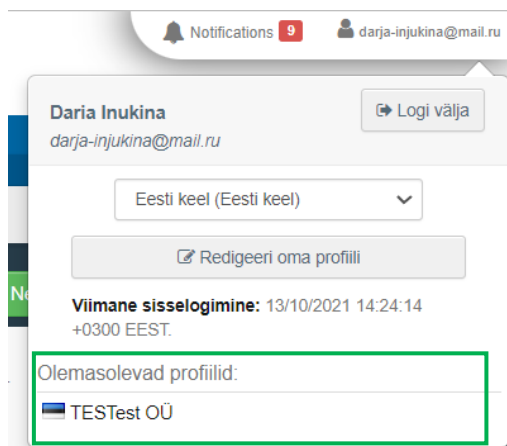 Notifications 9 darja-injukina@mail.ru
Daria Inukina
Logi välja
darja-injukina@mail.ru
Eesti keel (Eesti keel)
Redigeeri oma profiili
Ne
Viimane sisselogimine: 13/10/2021 14:24:14
+0300 EEST.
Olemasolevad profiilid:
TESTest OÜ